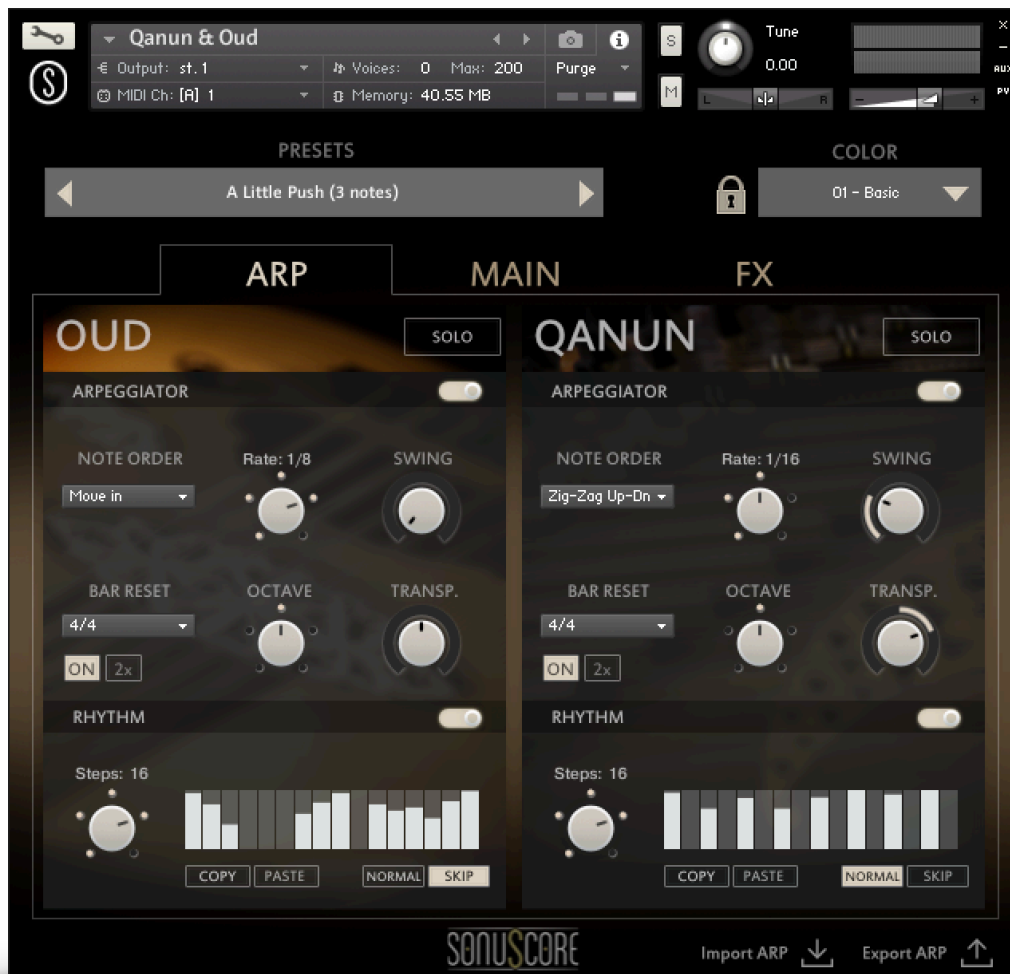 Qanun & Oud
Output: st.1
Voices: 0 Max: 200
Purge
MIDI Ch: [A] 1
Memory: 40.55 MB
S
M
Tune
0.00
L
R
-
+
×
-
AUX
PV
PRESETS
COLOR
A Little Push (3 notes)
01 - Basic
ARP
MAIN
FX
OUD
SOLO
ARPEGGIATOR
NOTE ORDER
Rate: 1/8
SWING
Move in
BAR RESET
OCTAVE
TRANSP.
4/4
ON
2x
RHYTHM
Steps: 16
COPY
PASTE
NORMAL
SKIP
QANUN
SOLO
ARPEGGIATOR
NOTE ORDER
Rate: 1/16
SWING
Zig-Zag Up-Dn
BAR RESET
OCTAVE
TRANSP.
4/4
ON
2x
RHYTHM
Steps: 16
COPY
PASTE
NORMAL
SKIP
SONUSCORE
Import ARP
Export ARP